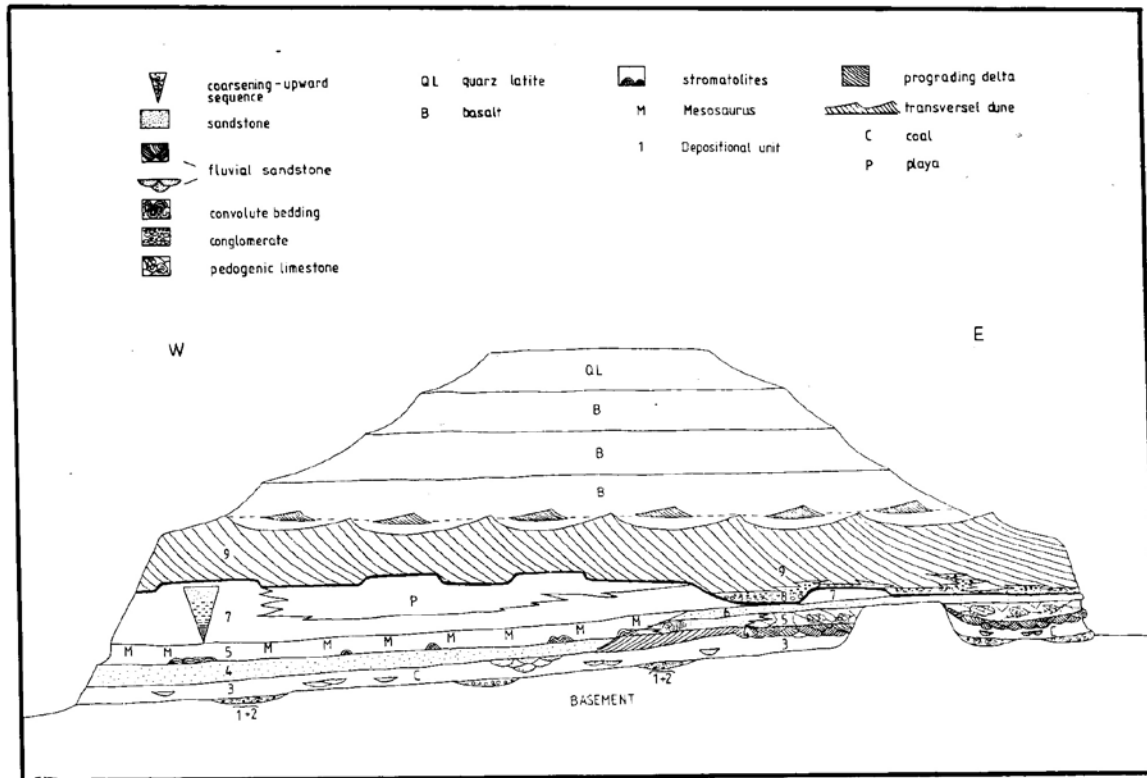 coarsening-upward
sequence
sandstone
fluvial sandstone
convolute bedding
conglomerate
pedogenic limestone
QL quarz latite
B basalt
stromatolites
M Mesosaurus
1 Depositional unit
prograding delta
transversel dune
C coal
P playa
W
E
QL
B
B
B
9
9
8
7
P
7
6
5
M M M M M M M M
M M 5
4
C
3
3
1+2
1+2
BASEMENT